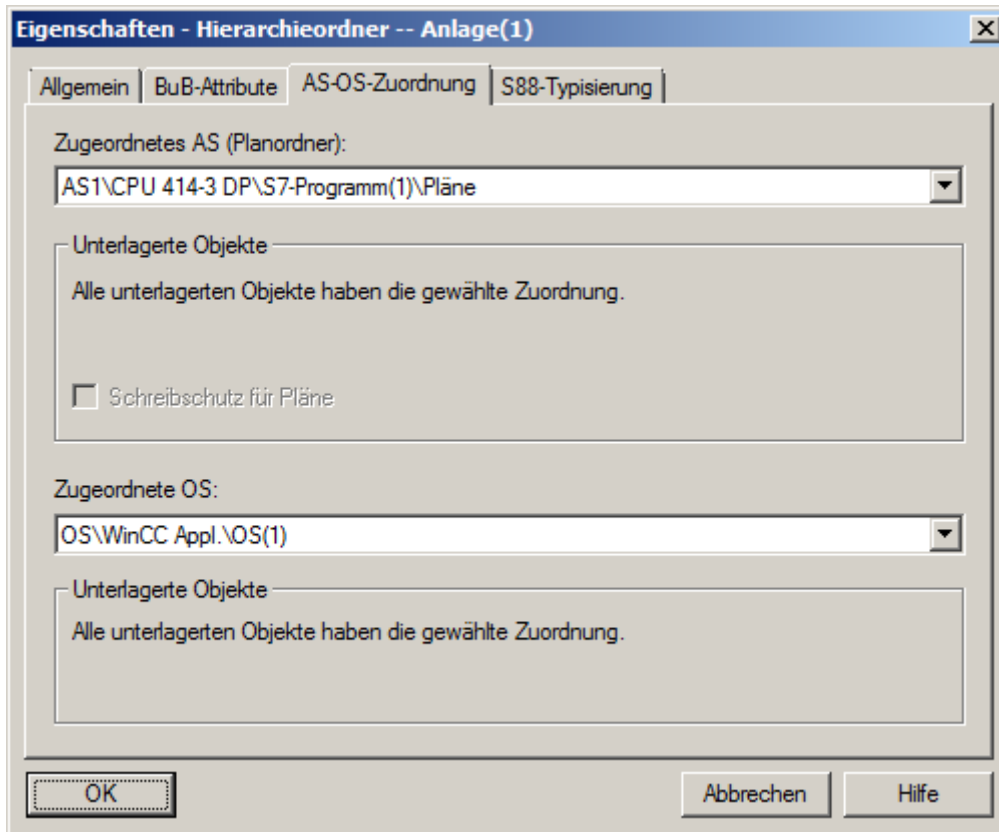 Eigenschaften - Hierarchieordner -- Anlage(1)
Allgemein BuB-Attribute AS-OS-Zuordnung S88-Typisierung
Zugeordnetes AS (Planordner):
AS1\CPU 414-3 DP\S7-Programm(1)\Pläne
Unterlagerte Objekte
Alle unterlagerten Objekte haben die gewählte Zuordnung.
Schreibschutz für Pläne
Zugeordnete OS:
OS\WinCC Appl.\OS(1)
Unterlagerte Objekte
Alle unterlagerten Objekte haben die gewählte Zuordnung.
OK Abbrechen Hilfe